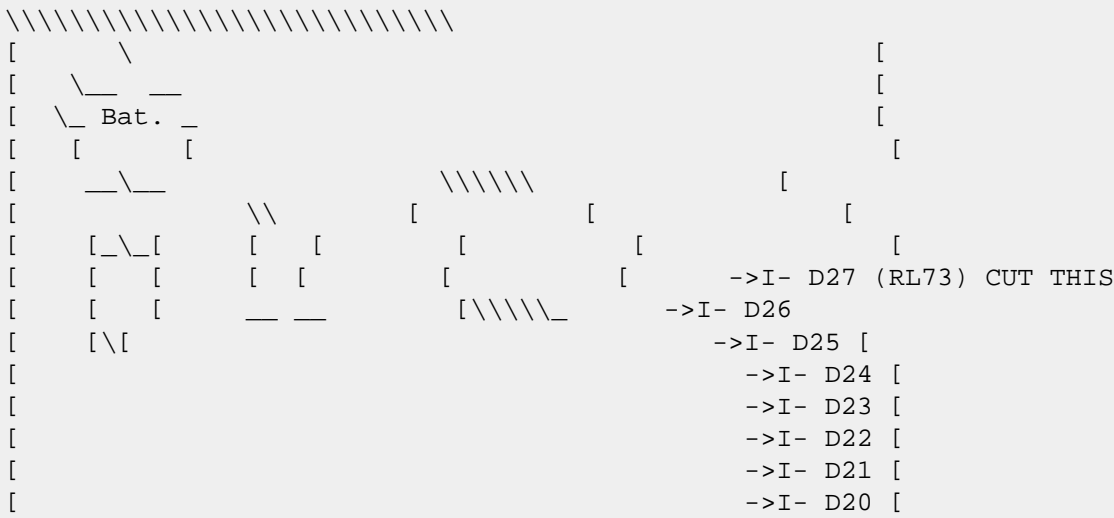 \\\\\\\\\\\\\\\\\\\\\\\\\\\\
[      \                                              [
[   \__  __                                           [
[  \_ Bat. _                                          [
[   [      [                                           [
[    __\__                 \\\\\\               [
[              \\        [          [               [
[    [_\_[     [   [        [          [               [
[    [   [     [  [        [          [      ->I- D27 (RL73) CUT THIS
[    [   [     __ __        [\\\\\_      ->I- D26
[    [\[                                    ->I- D25 [
[                                             ->I- D24 [
[                                             ->I- D23 [
[                                             ->I- D22 [
[                                             ->I- D21 [
[                                             ->I- D20 [